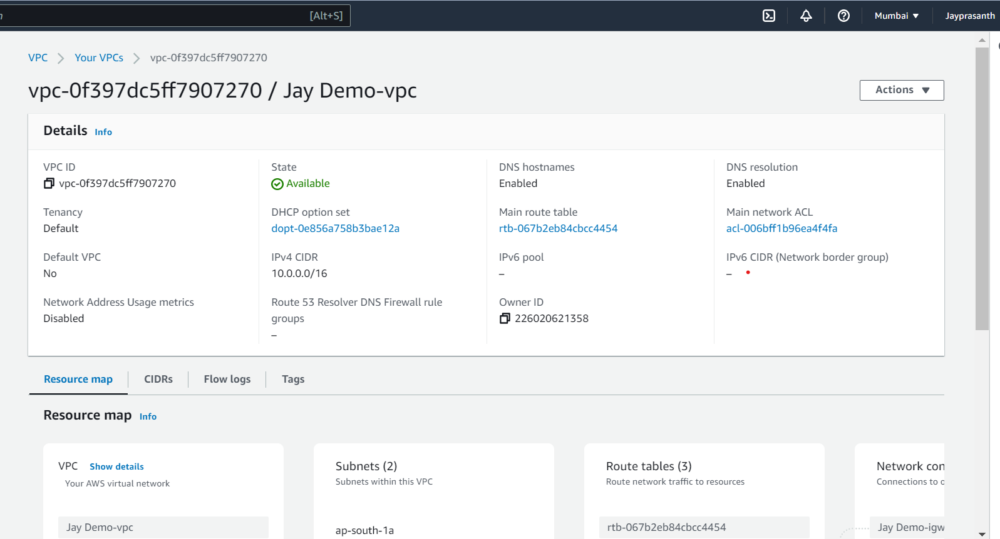 [Alt+S] Mumbai Jayprasanth
VPC Your VPCs vpc-0f397dc5ff7907270
vpc-0f397dc5ff7907270 / Jay Demo-vpc
Actions
Details Info
VPC ID State DNS hostnames DNS resolution
vpc-0f397dc5ff7907270 Available Enabled Enabled
Tenancy DHCP option set Main route table Main network ACL
Default dopt-0e856a758b3bae12a rtb-067b2eb84cbcc4454 acl-006bff1b96ea4f4fa
Default VPC IPv4 CIDR IPv6 pool IPv6 CIDR (Network border group)
No 10.0.0.0/16 – –
Network Address Usage metrics Route 53 Resolver DNS Firewall rule Owner ID
Disabled groups 226020621358
–
Resource map CIDRs Flow logs Tags
Resource map Info
VPC Show details Subnets (2) Route tables (3) Network con
Your AWS virtual network Subnets within this VPC Route network traffic to resources Connections to o
Jay Demo-vpc ap-south-1a rtb-067b2eb84cbcc4454 Jay Demo-igw